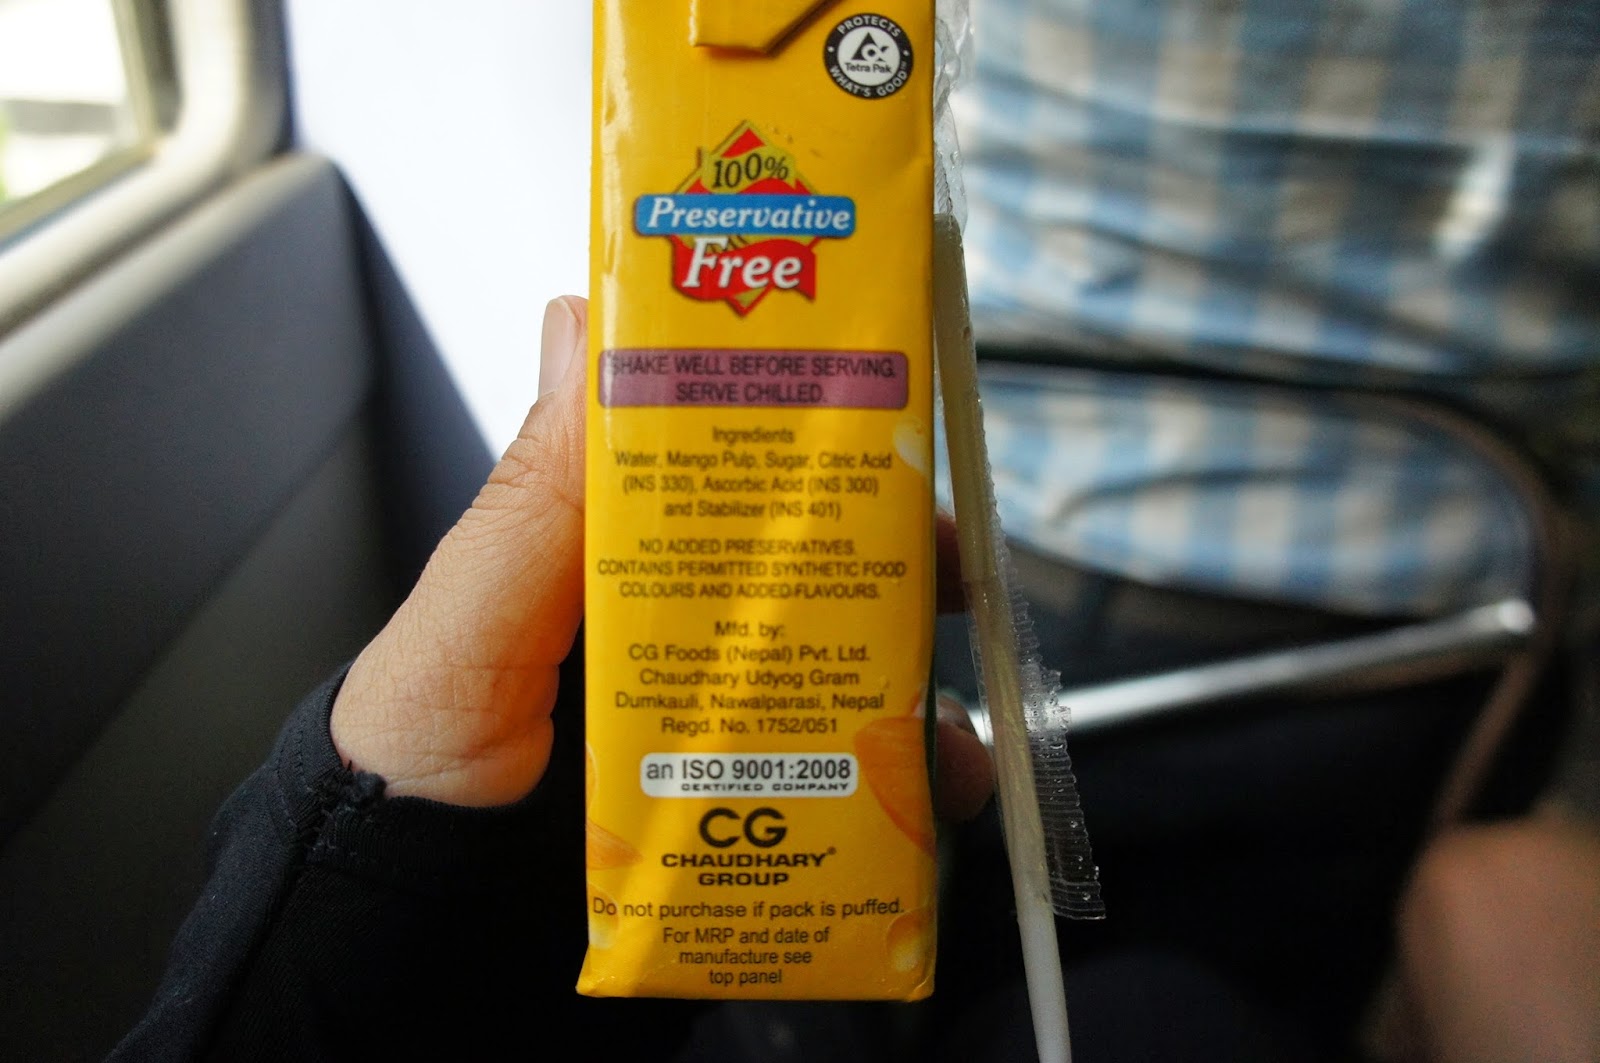 PROTECTS
Tetra Pak
WHAT'S GOOD™
100%
Preservative
Free
SHAKE WELL BEFORE SERVING.
SERVE CHILLED.
Ingredients
Water, Mango Pulp, Sugar, Citric Acid
(INS 330), Ascorbic Acid (INS 300)
and Stabilizer (INS 401)
NO ADDED PRESERVATIVES.
CONTAINS PERMITTED SYNTHETIC FOOD
COLOURS AND ADDED FLAVOURS.
Mfd. by:
CG Foods (Nepal) Pvt. Ltd.
Chaudhary Udyog Gram
Dumkauli, Nawalparasi, Nepal
Regd. No. 1752/051
an ISO 9001:2008
CERTIFIED COMPANY
CG
CHAUDHARY®
GROUP
Do not purchase if pack is puffed.
For MRP and date of
manufacture see
top panel